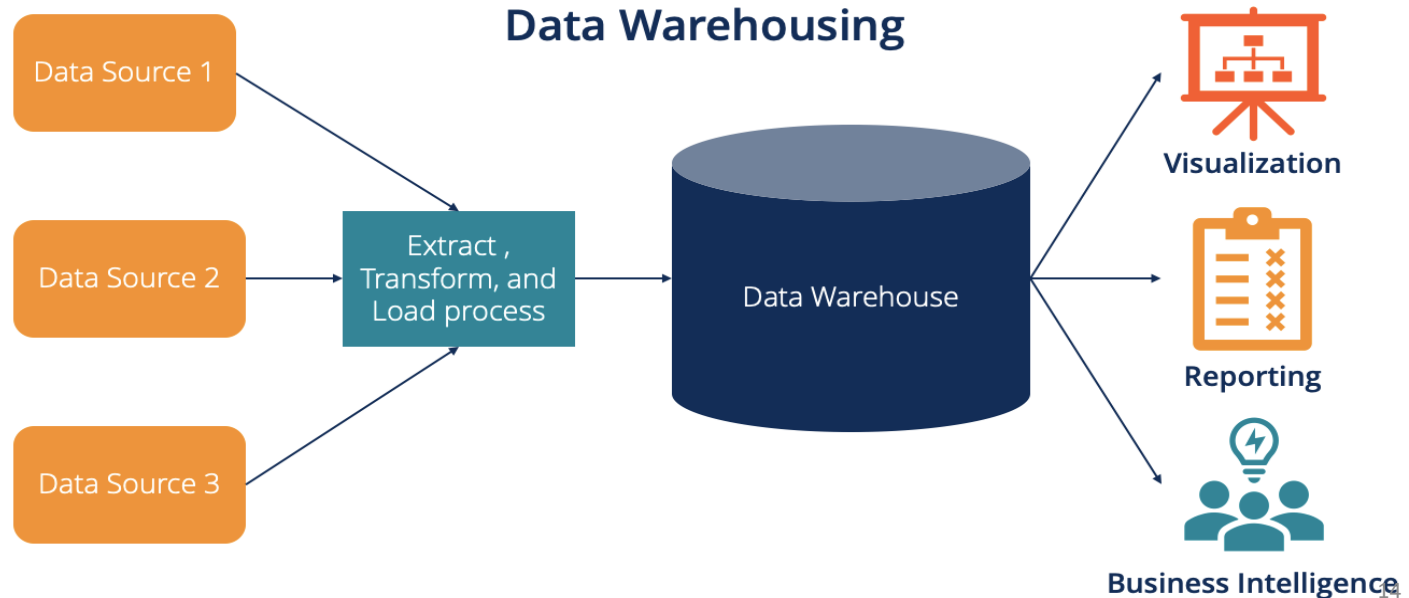 Data Warehousing
Data Source 1
Data Source 2
Data Source 3
Extract ,
Transform, and
Load process
Data Warehouse
Visualization
Reporting
Business Intelligence
14